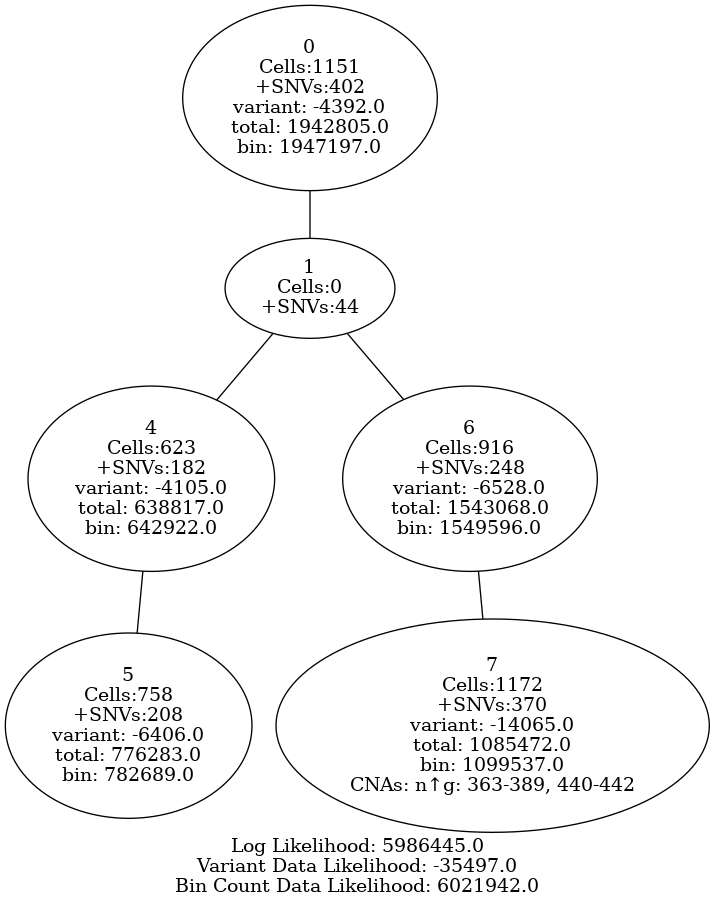 0
Cells:1151
+SNVs:402
variant: -4392.0
total: 1942805.0
bin: 1947197.0
1
Cells:0
+SNVs:44
4
Cells:623
+SNVs:182
variant: -4105.0
total: 638817.0
bin: 642922.0
6
Cells:916
+SNVs:248
variant: -6528.0
total: 1543068.0
bin: 1549596.0
5
Cells:758
+SNVs:208
variant: -6406.0
total: 776283.0
bin: 782689.0
7
Cells:1172
+SNVs:370
variant: -14065.0
total: 1085472.0
bin: 1099537.0
CNAs: n↑g: 363-389, 440-442
Log Likelihood: 5986445.0
Variant Data Likelihood: -35497.0
Bin Count Data Likelihood: 6021942.0